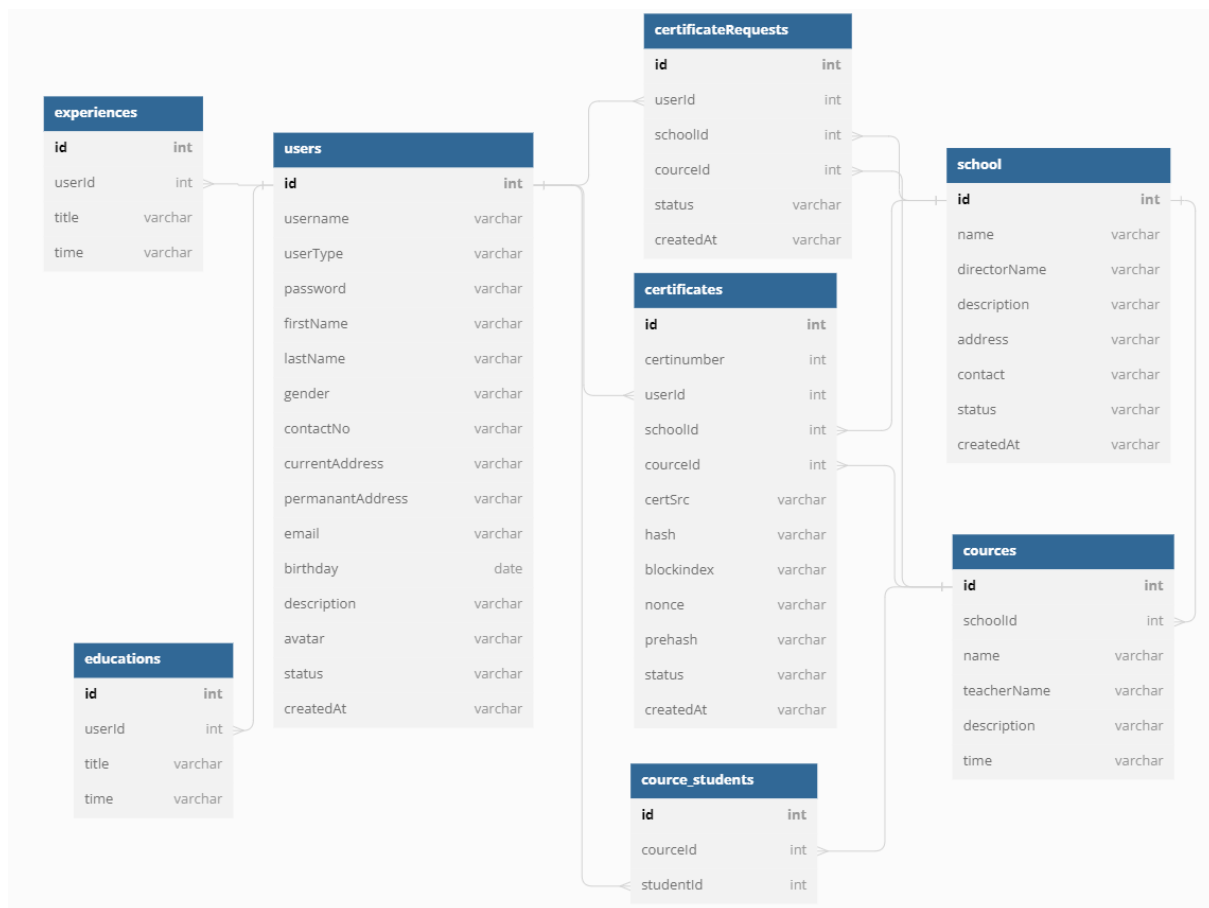 certificateRequests
id int
userId int
schoolId int
courceId int
status varchar
createdAt varchar
experiences
id int
userId int
title varchar
time varchar
users
id int
username varchar
userType varchar
password varchar
firstName varchar
lastName varchar
gender varchar
contactNo varchar
currentAddress varchar
permanantAddress varchar
email varchar
birthday date
description varchar
avatar varchar
status varchar
createdAt varchar
school
id int
name varchar
directorName varchar
description varchar
address varchar
contact varchar
status varchar
createdAt varchar
certificates
id int
certinumber int
userId int
schoolId int
courceId int
certSrc varchar
hash varchar
blockindex varchar
nonce varchar
prehash varchar
status varchar
createdAt varchar
cources
id int
schoolId int
name varchar
teacherName varchar
description varchar
time varchar
educations
id int
userId int
title varchar
time varchar
cource_students
id int
courceId int
studentId int